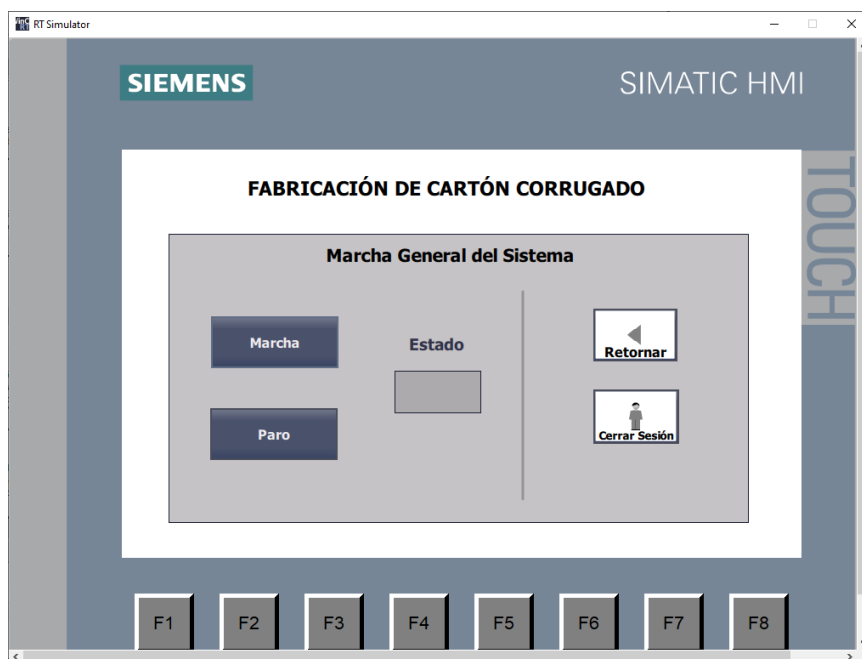 RT Simulator
SIEMENS
SIMATIC HMI
TOUCH
FABRICACIÓN DE CARTÓN CORRUGADO
Marcha General del Sistema
Marcha
Estado
Retornar
Paro
Cerrar Sesión
F1 F2 F3 F4 F5 F6 F7 F8